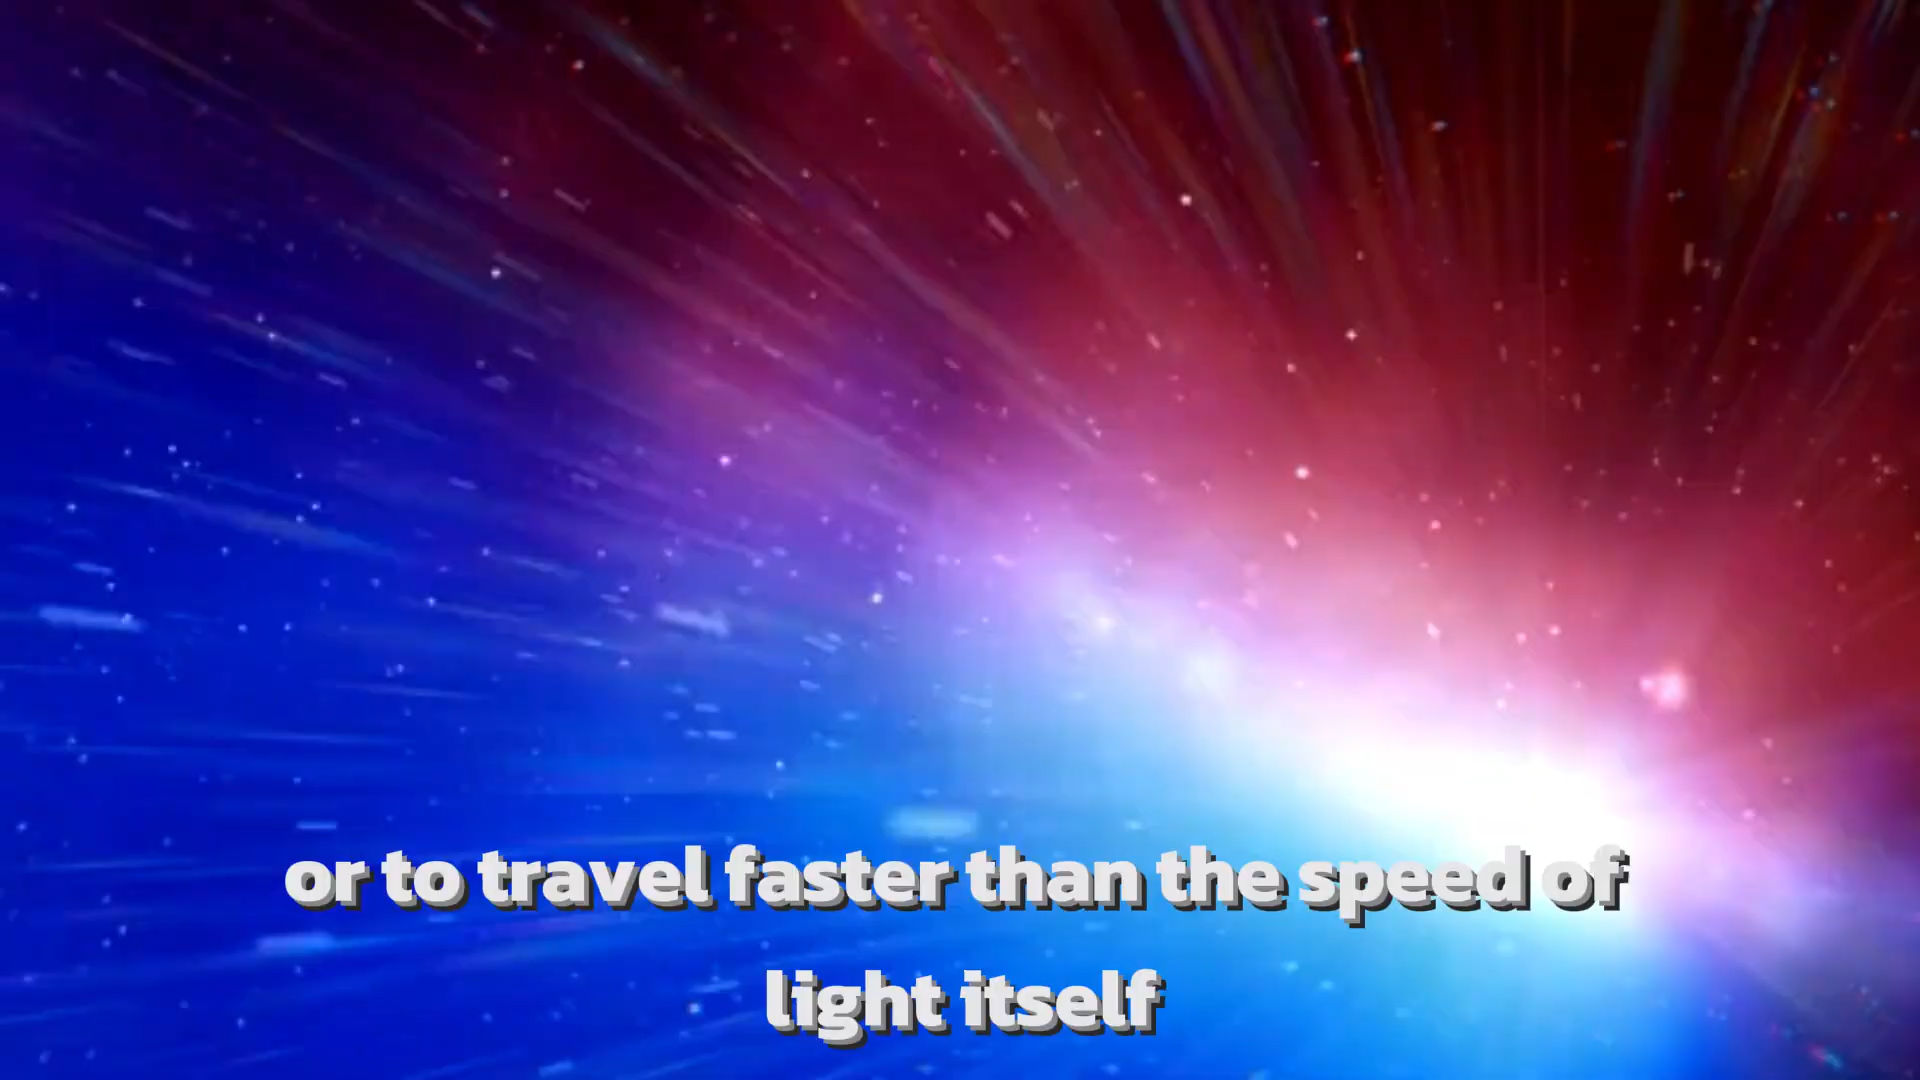 or to travel faster than the speed of
light itself